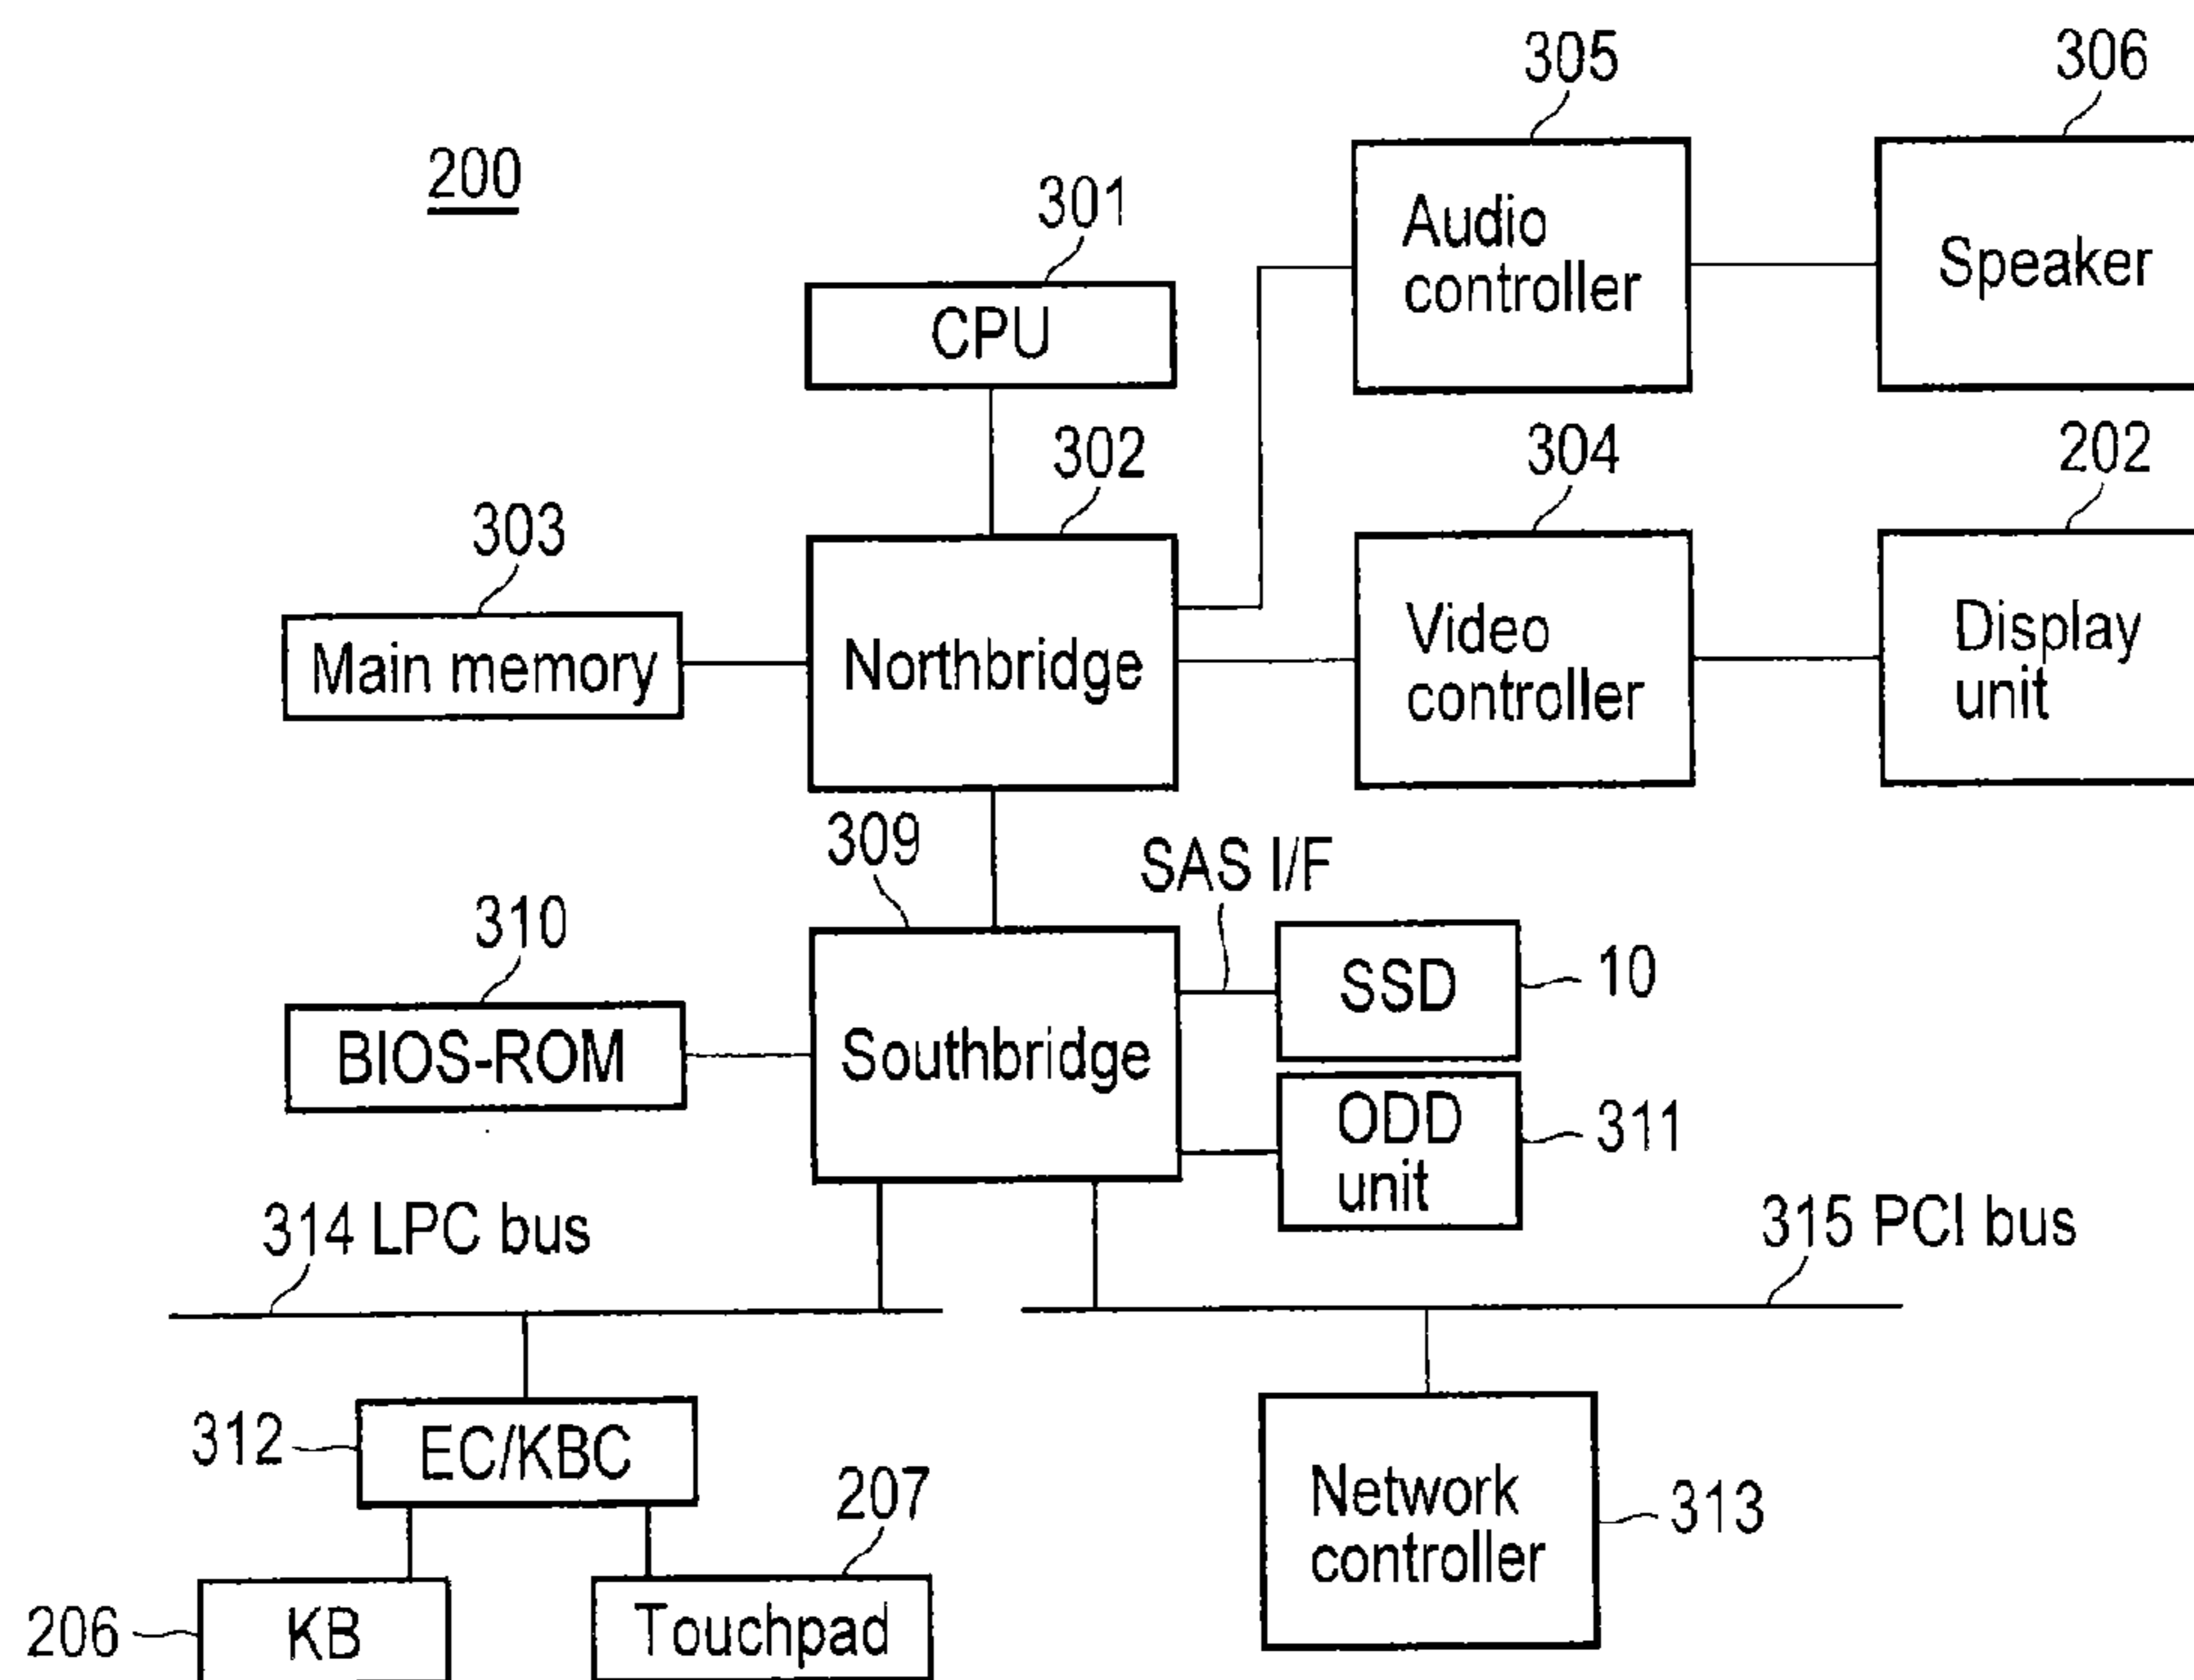 305
306
200
301
Audio
controller
Speaker
CPU
302
304
202
303
Main memory
Northbridge
Video
controller
Display
unit
309
SAS I/F
310
SSD
10
BIOS-ROM
Southbridge
ODD
unit
311
314 LPC bus
315 PCI bus
312
EC/KBC
207
Network
controller
313
206
KB
Touchpad